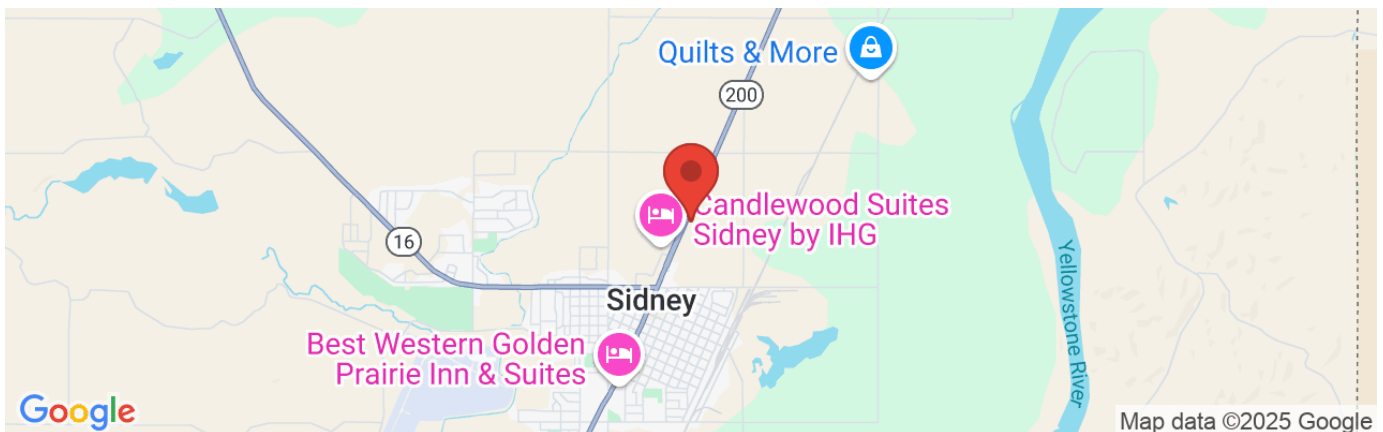 Quilts & More
200
Candlewood Suites
Sidney by IHG
16
Sidney
Yellowstone River
Best Western Golden
Prairie Inn & Suites
Google
Map data ©2025 Google